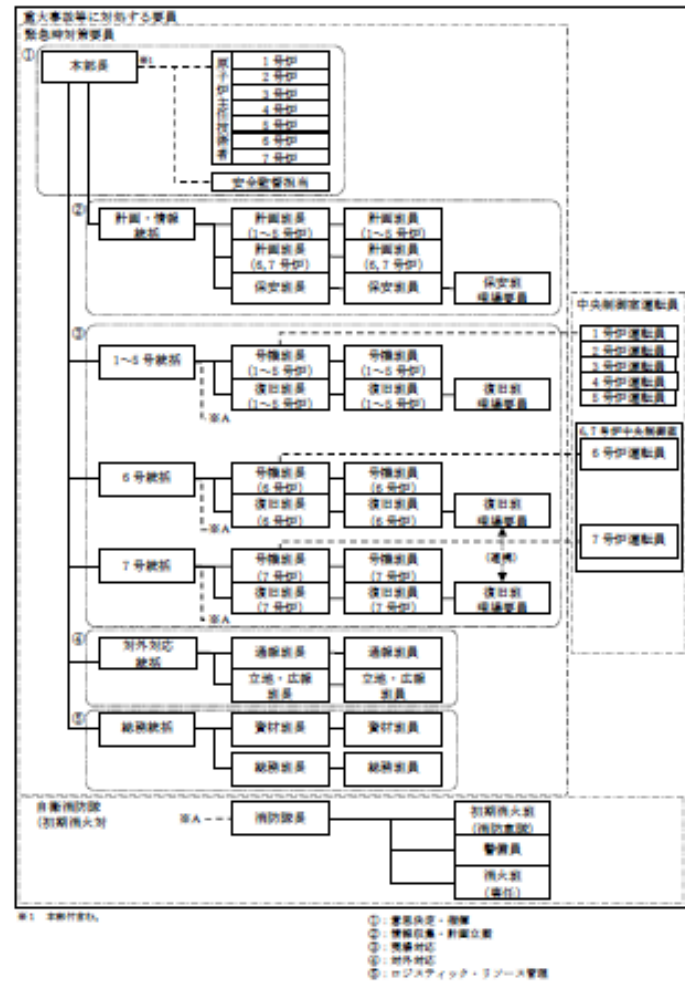 重大事故等に対処する要員
緊急時対策要員
①
本部長
※1
原子炉主任技術者
1号炉
2号炉
3号炉
4号炉
5号炉
6号炉
7号炉
安全監督担当
②
計画・情報
統括
計画班長
(1～5号炉)
計画班員
(1～5号炉)
計画班長
(6,7号炉)
計画班員
(6,7号炉)
保安班長
保安班員
保安班
現場要員
中央制御室運転員
1号炉運転員
2号炉運転員
3号炉運転員
4号炉運転員
5号炉運転員
6,7号炉中央制御室
6号炉運転員
7号炉運転員
③
1～5号統括
号機班長
(1～5号炉)
号機班員
(1～5号炉)
復旧班長
(1～5号炉)
復旧班員
(1～5号炉)
復旧班
現場要員
※A
6号統括
号機班長
(6号炉)
号機班員
(6号炉)
復旧班長
(6号炉)
復旧班員
(6号炉)
復旧班
現場要員
※A
(連携)
7号統括
号機班長
(7号炉)
号機班員
(7号炉)
復旧班長
(7号炉)
復旧班員
(7号炉)
復旧班
現場要員
※A
④
対外対応
統括
通報班長
通報班員
立地・広報
班長
立地・広報
班員
⑤
総務統括
資材班長
資材班員
総務班長
総務班員
自衛消防隊
(初期消火対
※A
消防隊長
初期消火班
(消防車隊)
警備員
消火班
(専任)
※1 本部付含む。
①：意思決定・指揮
②：情報収集・計画立案
③：現場対応
④：対外対応
⑤：ロジスティック・リソース管理